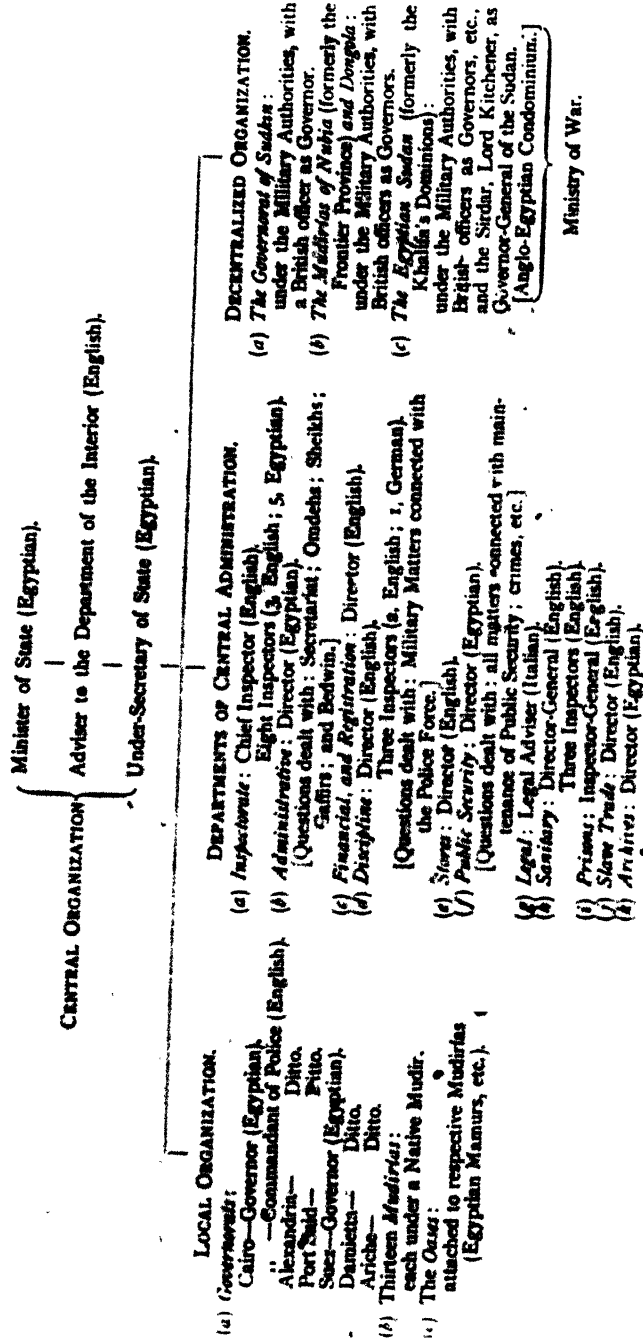 Minister of State (Egyptian).
CENTRAL ORGANIZATION
Adviser to the Department of the Interior (English).
Under-Secretary of State (Egyptian).
LOCAL ORGANIZATION.
(a) Governorats:
Cairo—Governor (Egyptian).
„ —Commandant of Police (English).
Alexandria— Ditto.
Port Said— Ditto.
Suez—Governor (Egyptian).
Damietta— Ditto.
Ariche— Ditto.
(b) Thirteen Mudirias:
each under a Native Mudir.
(c) The Oases:
attached to respective Mudirias
(Egyptian Mamurs, etc.).
DEPARTMENTS OF CENTRAL ADMINISTRATION.
(a) Inspectorate: Chief Inspector (English).
Eight Inspectors (3, English; 5, Egyptian).
(b) Administrative: Director (Egyptian).
[Questions dealt with: Secretariat; Omdehs; Sheikhs;
Gaffirs; and Bedwin.]
(c) Financial, and Registration: Director (English).
(d) Discipline: Director (English).
Three Inspectors (2, English; 1, German).
[Questions dealt with: Military Matters connected with
the Police Force.]
(e) Stores: Director (English).
(f) Public Security: Director (Egyptian).
[Questions dealt with: all matters connected with main-
tenance of Public Security; crimes, etc.]
(g) Legal: Legal Adviser (Italian).
(h) Sanitary: Director-General (English).
Three Inspectors (English).
(i) Prisons: Inspector-General (English).
(j) Slave Trade: Director (English).
(k) Archives: Director (Egyptian).
DECENTRALIZED ORGANIZATION.
(a) The Governorat of Suâkin:
under the Military Authorities, with
a British officer as Governor.
(b) The Mudirias of Nubia (formerly the
Frontier Province) and Dongola:
under the Military Authorities, with
British officers as Governors.
(c) The Egyptian Sudan (formerly the
Khalifa's Dominions):
under the Military Authorities, with
British officers as Governors, etc.,
and the Sirdar, Lord Kitchener, as
Governor-General of the Sudan.
[Anglo-Egyptian Condominium.]
Ministry of War.